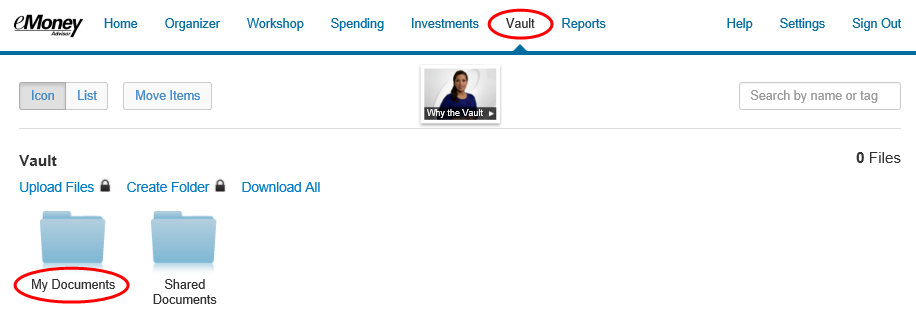 eMoney Advisor Home Organizer Workshop Spending Investments Vault Reports Help Settings Sign Out
Icon List Move Items Search by name or tag
Why the Vault
Vault 0 Files
Upload Files Create Folder Download All
My Documents Shared
Documents